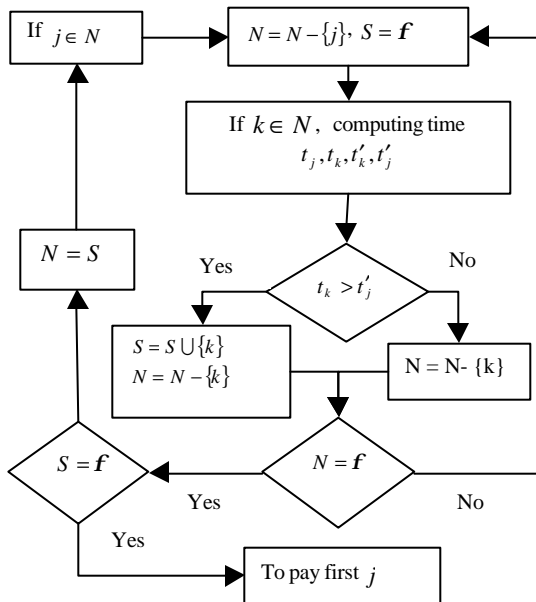 If j ∈ N
N = N − {j}, S = f
If k ∈ N, computing time
t_j, t_k, t′_k, t′_j
N = S
Yes
No
t_k > t′_j
S = S ∪ {k}
N = N − {k}
N = N- {k}
S = f
N = f
Yes
No
Yes
To pay first j